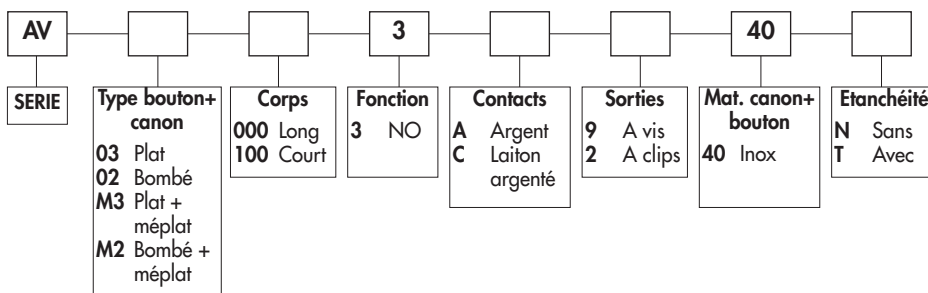 AV
3
40
SERIE
Type bouton+
canon
03 Plat
02 Bombé
M3 Plat +
méplat
M2 Bombé +
méplat
Corps
000 Long
100 Court
Fonction
3 NO
Contacts
A Argent
C Laiton
argenté
Sorties
9 A vis
2 A clips
Mat. canon+
bouton
40 Inox
Etanchéité
N Sans
T Avec